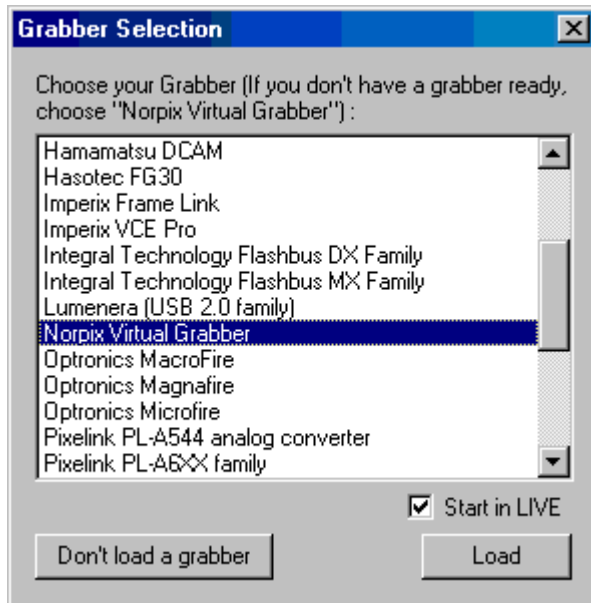 Grabber Selection
Choose your Grabber (If you don't have a grabber ready,
choose "Norpix Virtual Grabber") :
Hamamatsu DCAM
Hasotec FG30
Imperix Frame Link
Imperix VCE Pro
Integral Technology Flashbus DX Family
Integral Technology Flashbus MX Family
Lumenera (USB 2.0 family)
Norpix Virtual Grabber
Optronics MacroFire
Optronics Magnafire
Optronics Microfire
Pixelink PL-A544 analog converter
Pixelink PL-A6XX family
Start in LIVE
Don't load a grabber
Load